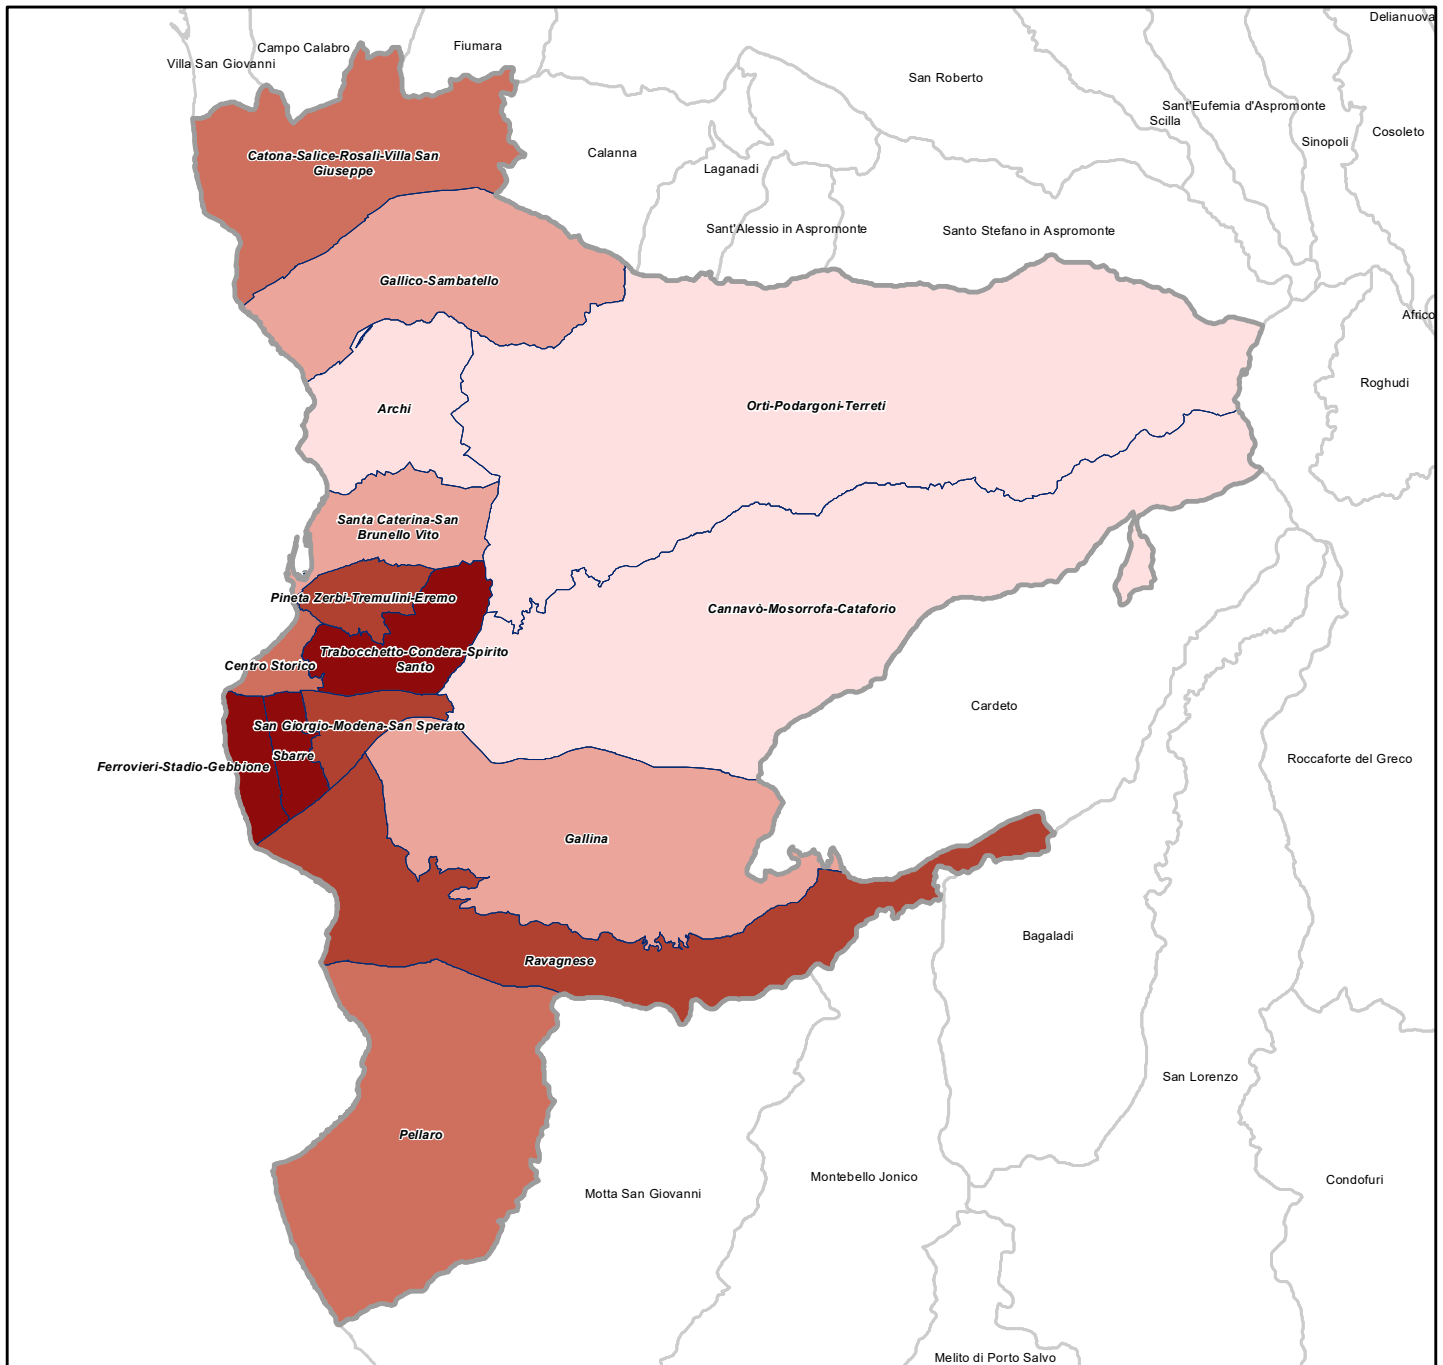 Delianuova
Campo Calabro
Fiumara
Villa San Giovanni
San Roberto
Sant'Eufemia d'Aspromonte
Scilla
Cosoleto
Sinopoli
Calanna
Catona-Salice-Rosali-Villa San
Giuseppe
Laganadi
Sant'Alessio in Aspromonte
Santo Stefano in Aspromonte
Gallico-Sambatello
Africo
Roghudi
Archi
Orti-Podargoni-Terreti
Santa Caterina-San
Brunello Vito
Pineta Zerbi-Tremulini-Eremo
Cannavò-Mosorrofa-Cataforio
Trabocchetto-Condera-Spirito
Santo
Centro Storico
Cardeto
San Giorgio-Modena-San Sperato
Sbarre
Ferrovieri-Stadio-Gebbione
Roccaforte del Greco
Gallina
Bagaladi
Ravagnese
San Lorenzo
Pellaro
Montebello Jonico
Condofuri
Motta San Giovanni
Melito di Porto Salvo